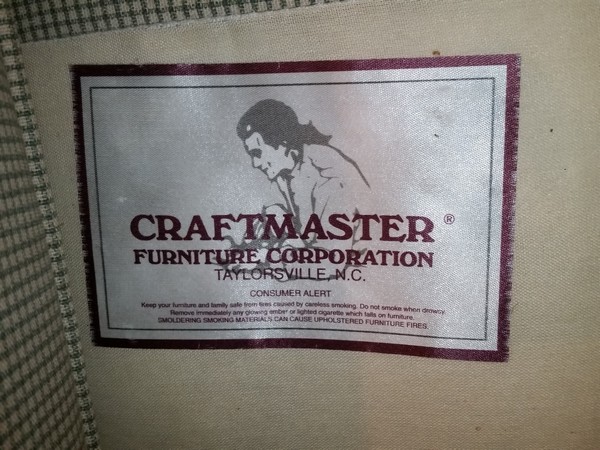 CRAFTMASTER ®
FURNITURE CORPORATION
TAYLORSVILLE, N.C.
CONSUMER ALERT
Keep your furniture and family safe from fires caused by careless smoking. Do not smoke when drowsy.
Remove immediately any glowing ember or lighted cigarette which falls on furniture.
SMOLDERING SMOKING MATERIALS CAN CAUSE UPHOLSTERED FURNITURE FIRES.